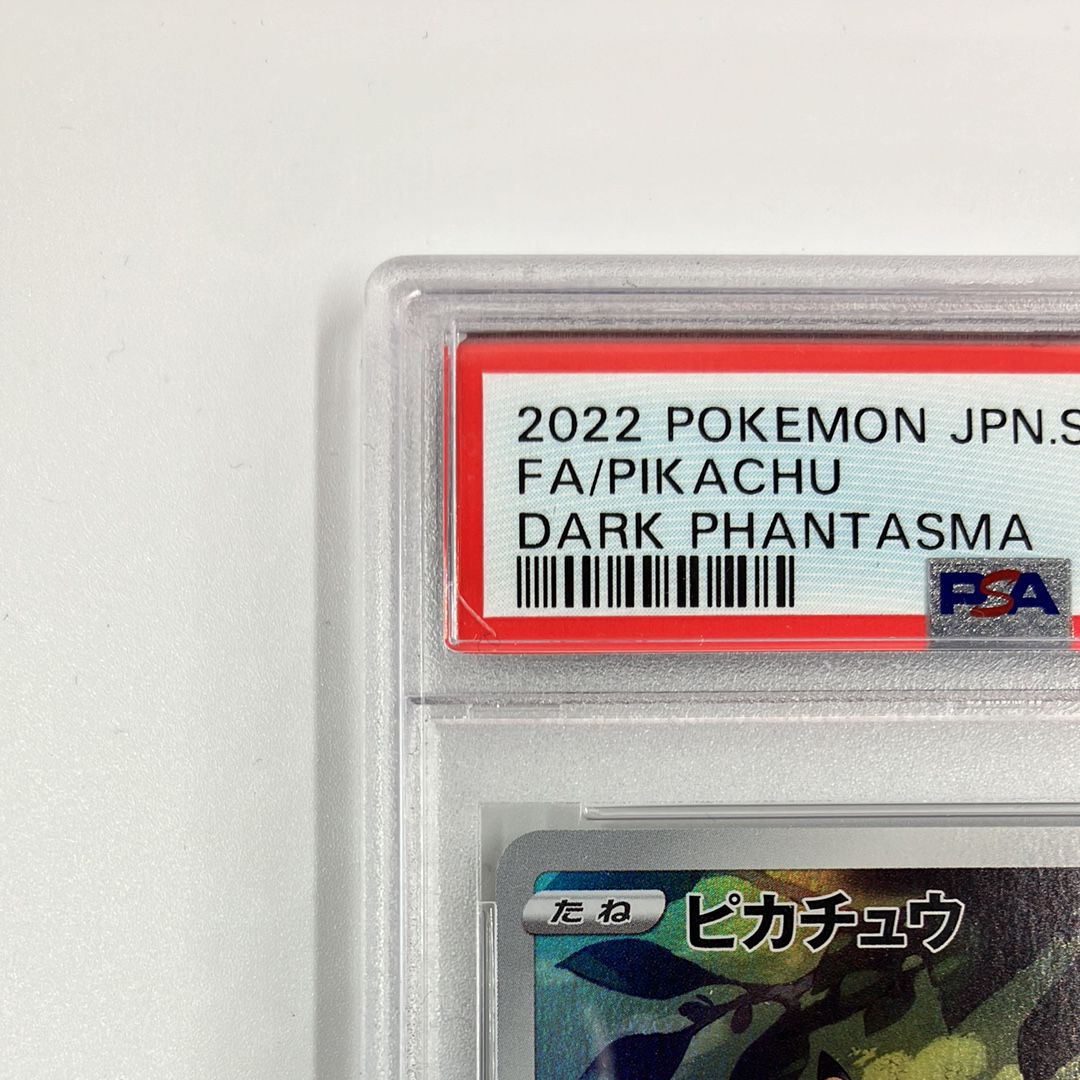 2022 POKEMON JPN.S
FA/PIKACHU
DARK PHANTASMA
PSA
たね ピカチュウ